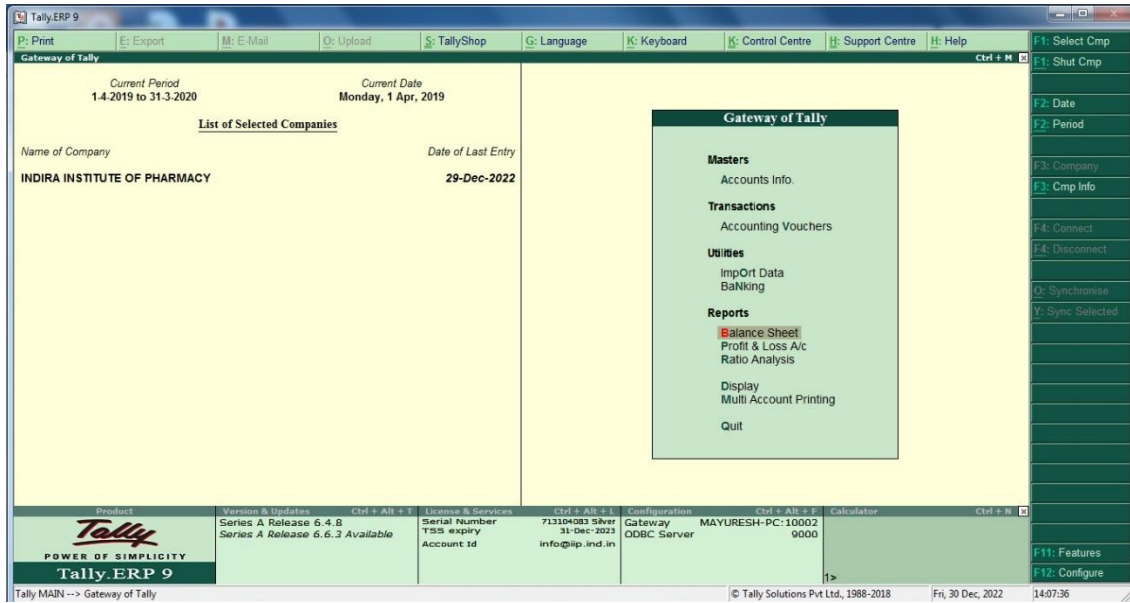 Tally.ERP 9
P: Print E: Export M: E-Mail O: Upload S: TallyShop G: Language K: Keyboard K: Control Centre H: Support Centre H: Help
Gateway of Tally Ctrl + M
Current Period Current Date
1-4-2019 to 31-3-2020 Monday, 1 Apr, 2019
List of Selected Companies
Name of Company Date of Last Entry
INDIRA INSTITUTE OF PHARMACY 29-Dec-2022
Gateway of Tally
Masters
Accounts Info.
Transactions
Accounting Vouchers
Utilities
ImpOrt Data
BaNking
Reports
Balance Sheet
Profit & Loss A/c
Ratio Analysis
Display
Multi Account Printing
Quit
F1: Select Cmp
F1: Shut Cmp
F2: Date
F2: Period
F3: Company
F3: Cmp Info
F4: Connect
F4: Disconnect
O: Synchronise
Y: Sync Selected
F11: Features
F12: Configure
Product
Tally
POWER OF SIMPLICITY
Tally.ERP 9
Version & Updates Ctrl + Alt + T
Series A Release 6.4.8
Series A Release 6.6.3 Available
License & Services Ctrl + Alt + L
Serial Number 713104083 Silver
TSS expiry 31-Dec-2023
Account Id info@iip.ind.in
Configuration Ctrl + Alt + F
Gateway MAYURESH-PC:10002
ODBC Server 9000
Calculator Ctrl + N
1>
Tally MAIN --> Gateway of Tally © Tally Solutions Pvt Ltd., 1988-2018 Fri, 30 Dec, 2022 14:07:36